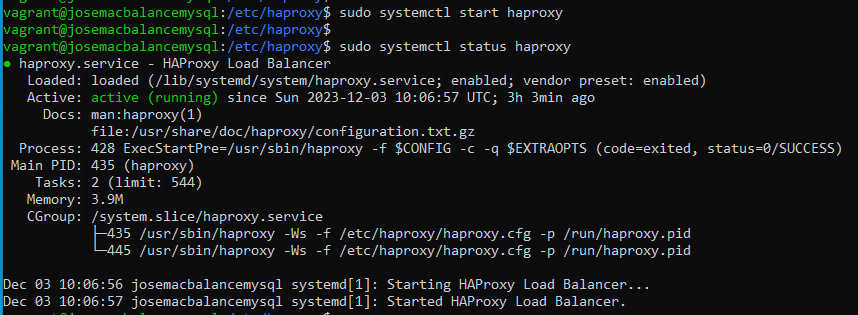 vagrant@josemacbalancemysql:/etc/haproxy$ sudo systemctl start haproxy
vagrant@josemacbalancemysql:/etc/haproxy$
vagrant@josemacbalancemysql:/etc/haproxy$ sudo systemctl status haproxy
● haproxy.service - HAProxy Load Balancer
Loaded: loaded (/lib/systemd/system/haproxy.service; enabled; vendor preset: enabled)
Active: active (running) since Sun 2023-12-03 10:06:57 UTC; 3h 3min ago
Docs: man:haproxy(1)
file:/usr/share/doc/haproxy/configuration.txt.gz
Process: 428 ExecStartPre=/usr/sbin/haproxy -f $CONFIG -c -q $EXTRAOPTS (code=exited, status=0/SUCCESS)
Main PID: 435 (haproxy)
Tasks: 2 (limit: 544)
Memory: 3.9M
CGroup: /system.slice/haproxy.service
├─435 /usr/sbin/haproxy -Ws -f /etc/haproxy/haproxy.cfg -p /run/haproxy.pid
└─445 /usr/sbin/haproxy -Ws -f /etc/haproxy/haproxy.cfg -p /run/haproxy.pid
Dec 03 10:06:56 josemacbalancemysql systemd[1]: Starting HAProxy Load Balancer...
Dec 03 10:06:57 josemacbalancemysql systemd[1]: Started HAProxy Load Balancer.
vagrant@josemacbalancemysql:/etc/haproxy$